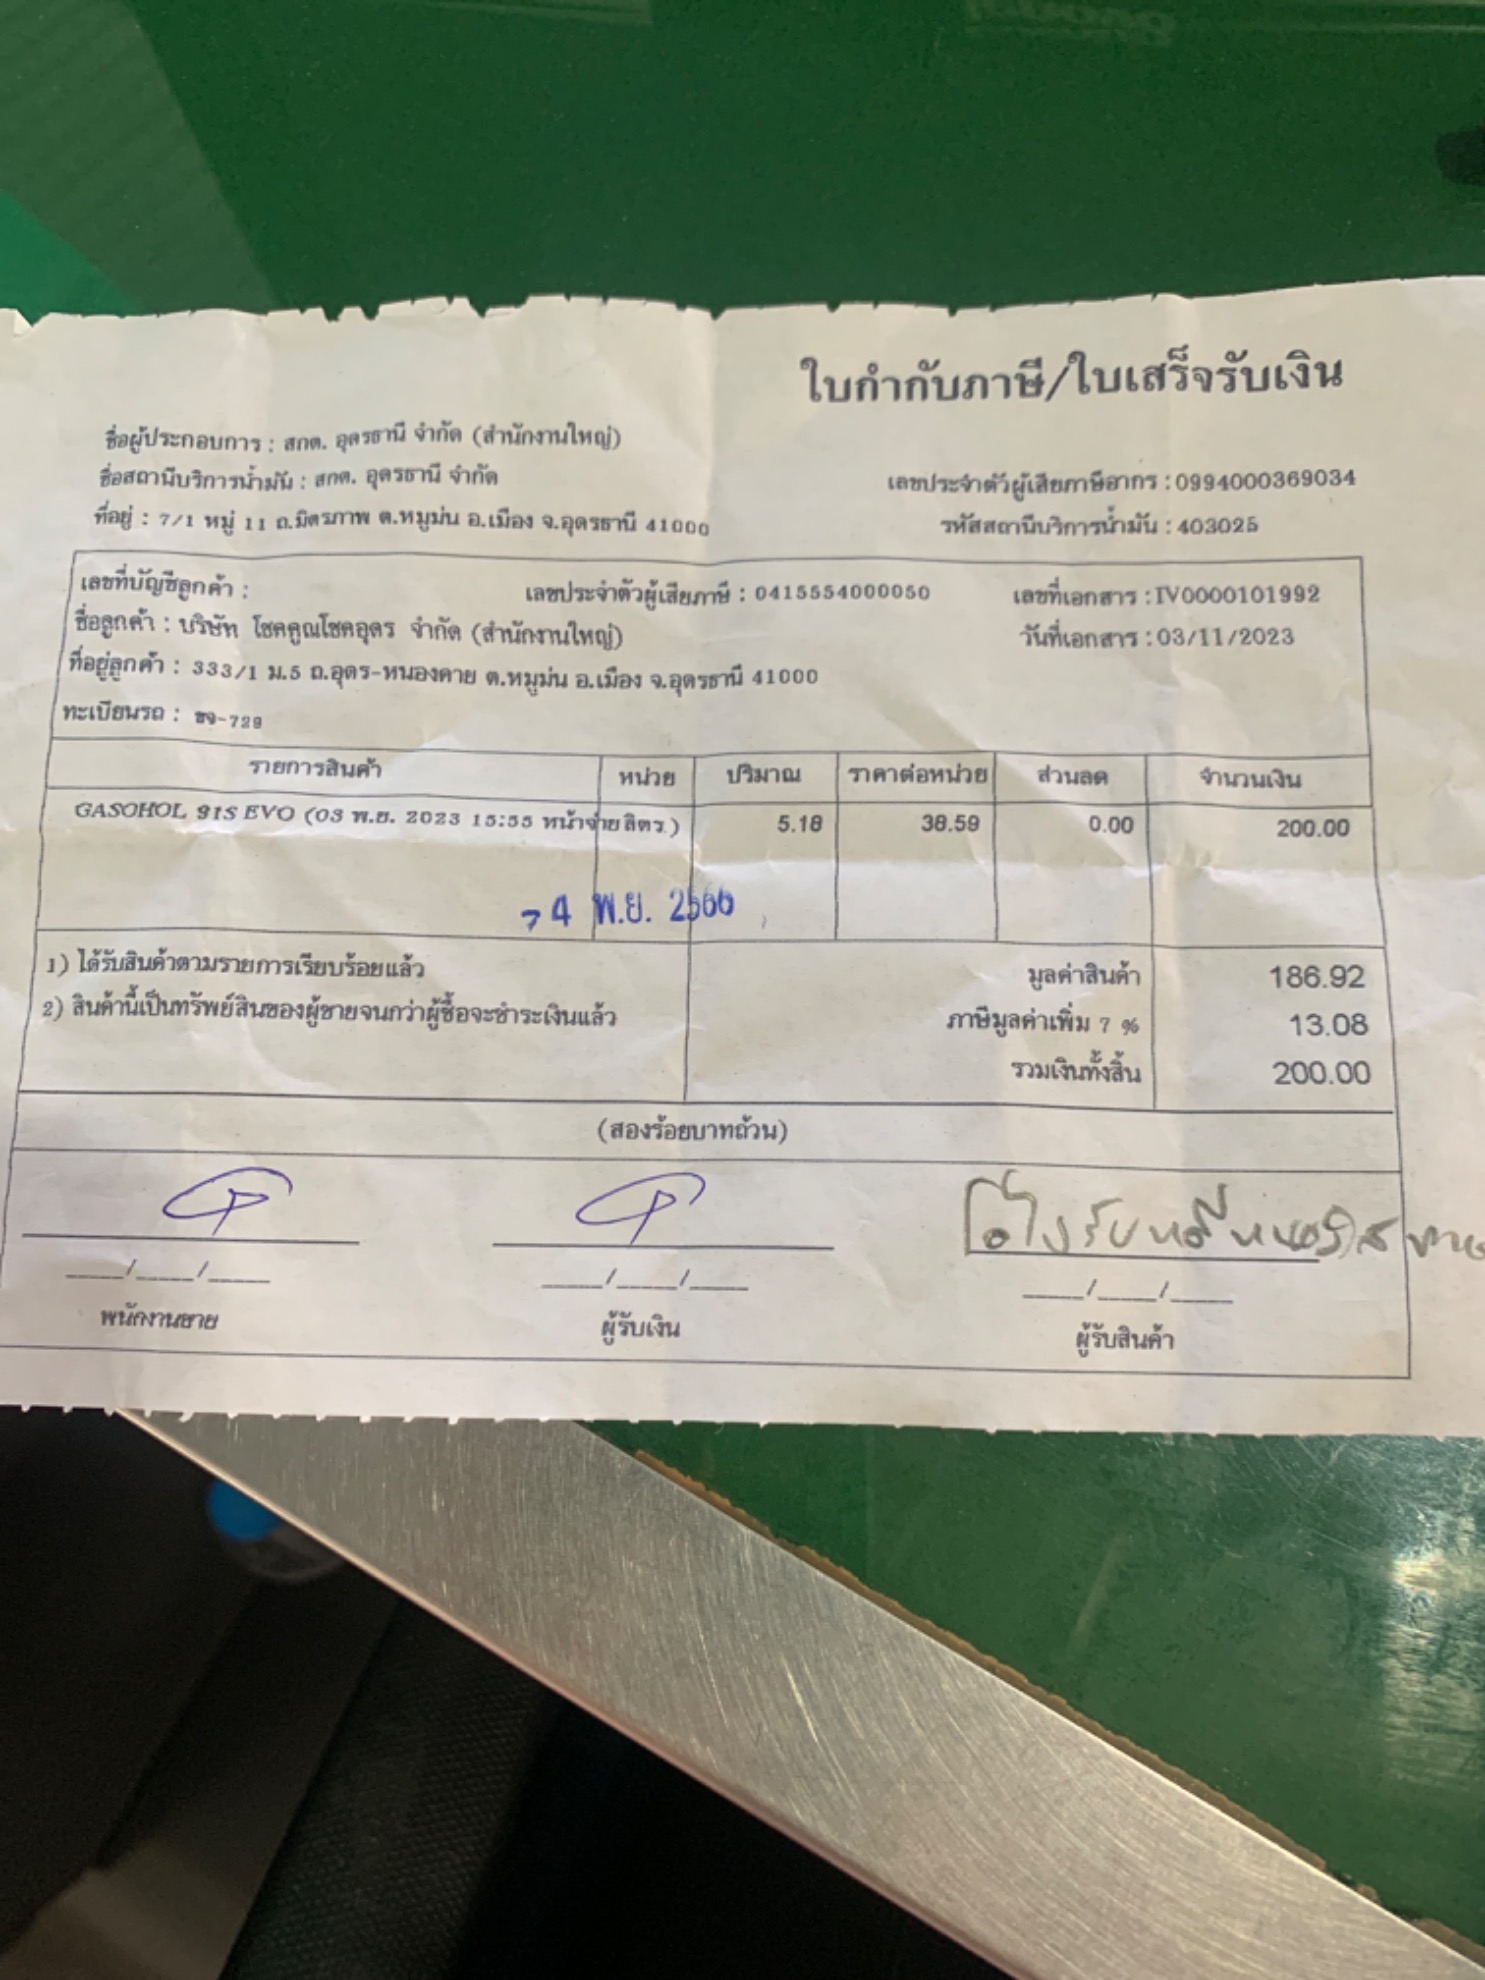 ใบกำกับภาษี/ใบเสร็จรับเงิน
ชื่อผู้ประกอบการ : สกต. อุดรธานี จำกัด (สำนักงานใหญ่)
ชื่อสถานีบริการน้ำมัน : สกต. อุดรธานี จำกัด
เลขประจำตัวผู้เสียภาษีอากร : 0994000369034
ที่อยู่ : 7/1 หมู่ 11 ถ.มิตรภาพ ต.หมูม่น อ.เมือง จ.อุดรธานี 41000
รหัสสถานีบริการน้ำมัน : 403025
เลขที่บัญชีลูกค้า : เลขประจำตัวผู้เสียภาษี : 0415554000050 เลขที่เอกสาร : IV0000101992
ชื่อลูกค้า : บริษัท โชคคูณโชคอุดร จำกัด (สำนักงานใหญ่) วันที่เอกสาร : 03/11/2023
ที่อยู่ลูกค้า : 333/1 ม.5 ถ.อุดร-หนองคาย ต.หมูม่น อ.เมือง จ.อุดรธานี 41000
ทะเบียนรถ : ขจ-729
รายการสินค้า หน่วย ปริมาณ ราคาต่อหน่วย ส่วนลด จำนวนเงิน
GASOHOL 91S EVO (03 พ.ย. 2023 15:55 หน้าจ่าย ลิตร ) 5.18 38.59 0.00 200.00
- 4 พ.ย. 2566
1) ได้รับสินค้าตามรายการเรียบร้อยแล้ว มูลค่าสินค้า 186.92
2) สินค้านี้เป็นทรัพย์สินของผู้ขายจนกว่าผู้ซื้อจะชำระเงินแล้ว ภาษีมูลค่าเพิ่ม 7 % 13.08
รวมเงินทั้งสิ้น 200.00
(สองร้อยบาทถ้วน)
____/____/____ ____/____/____ ____/____/____
พนักงานขาย ผู้รับเงิน ผู้รับสินค้า